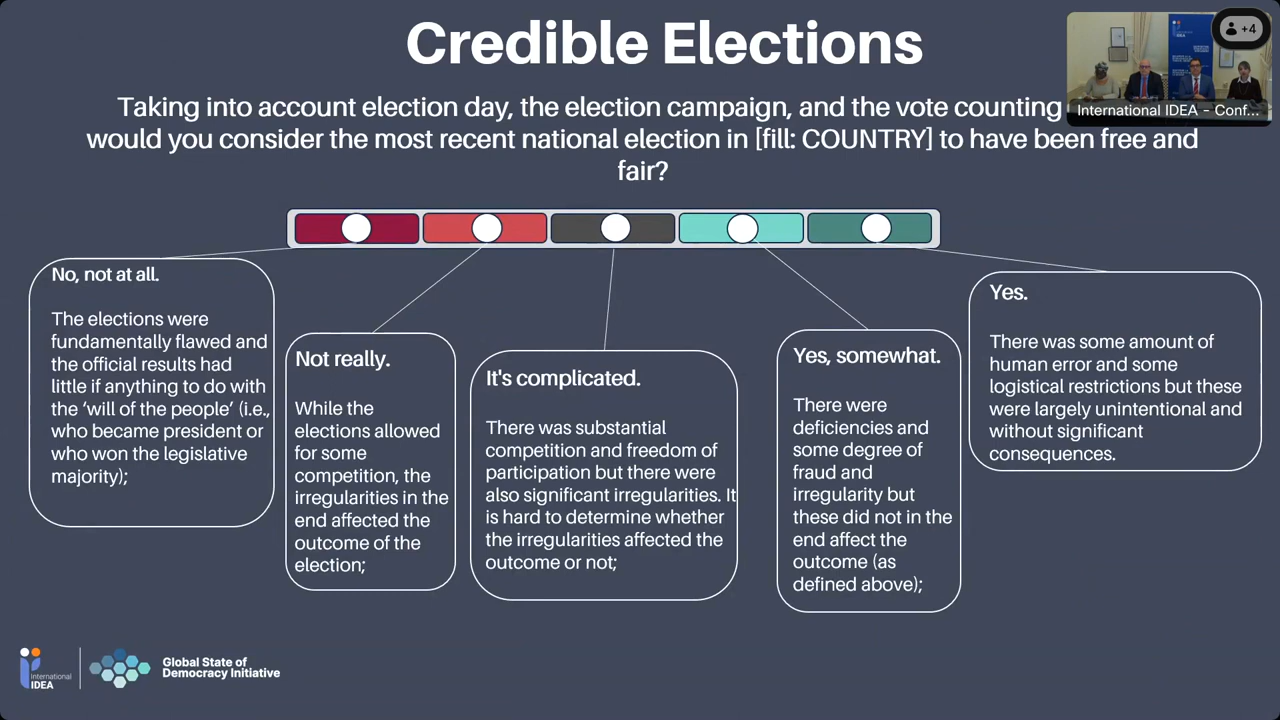 Credible Elections
+4
International IDEA – Conf...
Taking into account election day, the election campaign, and the vote counting
would you consider the most recent national election in [fill: COUNTRY] to have been free and
fair?
No, not at all.
The elections were
fundamentally flawed and
the official results had
little if anything to do with
the ‘will of the people’ (i.e.,
who became president or
who won the legislative
majority);
Not really.
While the
elections allowed
for some
competition, the
irregularities in the
end affected the
outcome of the
election;
It's complicated.
There was substantial
competition and freedom of
participation but there were
also significant irregularities. It
is hard to determine whether
the irregularities affected the
outcome or not;
Yes, somewhat.
There were
deficiencies and
some degree of
fraud and
irregularity but
these did not in the
end affect the
outcome (as
defined above);
Yes.
There was some amount of
human error and some
logistical restrictions but these
were largely unintentional and
without significant
consequences.
International
IDEA
Global State of
Democracy Initiative